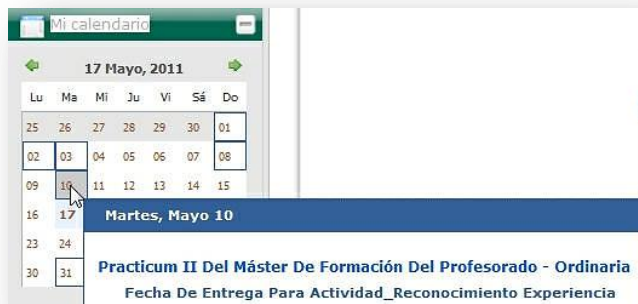 Mi calendario
17 Mayo, 2011
Lu Ma Mi Ju Vi Sá Do
25 26 27 28 29 30 01
02 03 04 05 06 07 08
09 10 11 12 13 14 15
16 17
Martes, Mayo 10
23 24
Practicum II Del Máster De Formación Del Profesorado - Ordinaria
30 31
Fecha De Entrega Para Actividad_Reconocimiento Experiencia